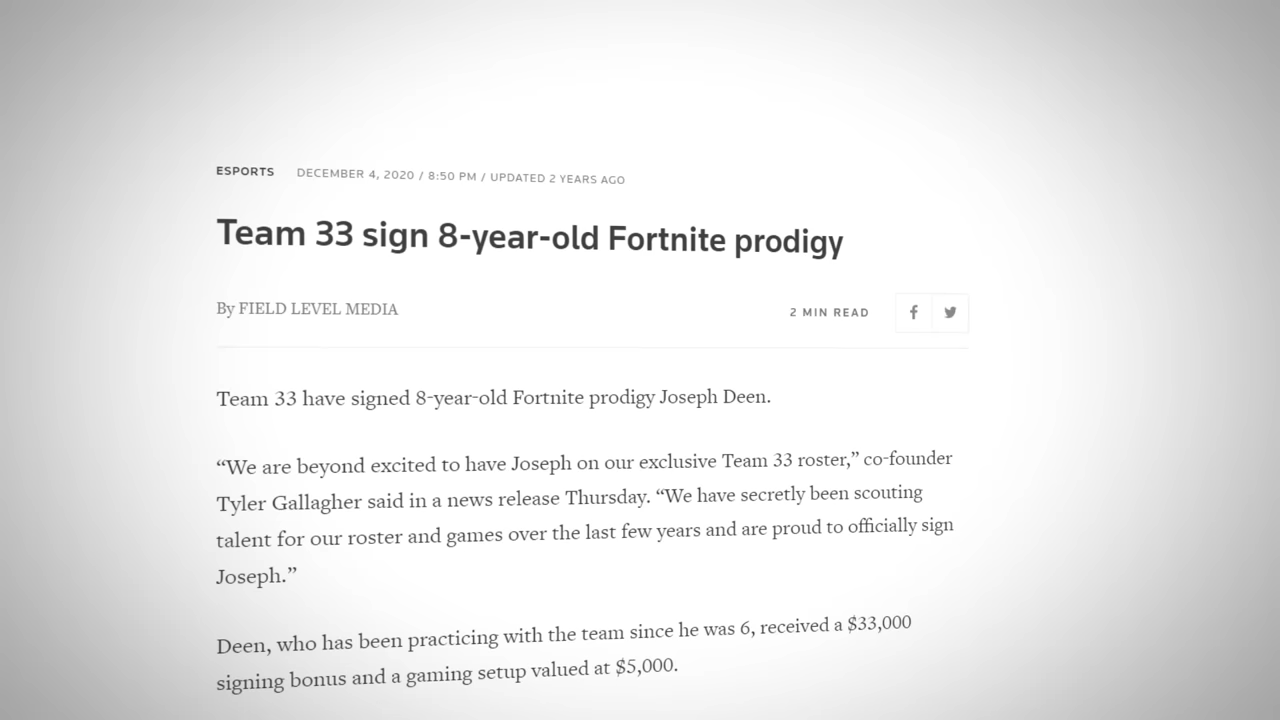 ESPORTS DECEMBER 4, 2020 / 8:50 PM / UPDATED 2 YEARS AGO
Team 33 sign 8-year-old Fortnite prodigy
By FIELD LEVEL MEDIA 2 MIN READ
Team 33 have signed 8-year-old Fortnite prodigy Joseph Deen.
“We are beyond excited to have Joseph on our exclusive Team 33 roster,” co-founder
Tyler Gallagher said in a news release Thursday. “We have secretly been scouting
talent for our roster and games over the last few years and are proud to officially sign
Joseph.”
Deen, who has been practicing with the team since he was 6, received a $33,000
signing bonus and a gaming setup valued at $5,000.